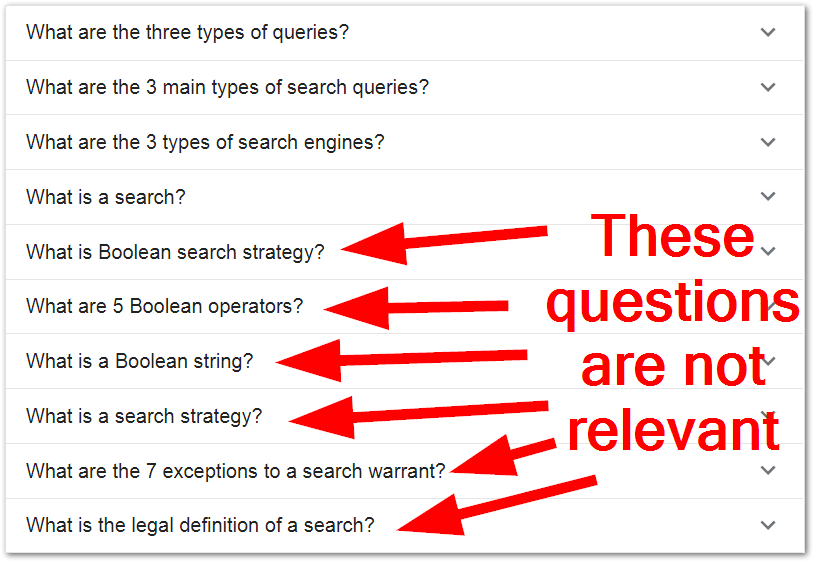 What are the three types of queries?
What are the 3 main types of search queries?
What are the 3 types of search engines?
What is a search?
What is Boolean search strategy?
What are 5 Boolean operators?
What is a Boolean string?
What is a search strategy?
What are the 7 exceptions to a search warrant?
What is the legal definition of a search?
These
questions
are not
relevant